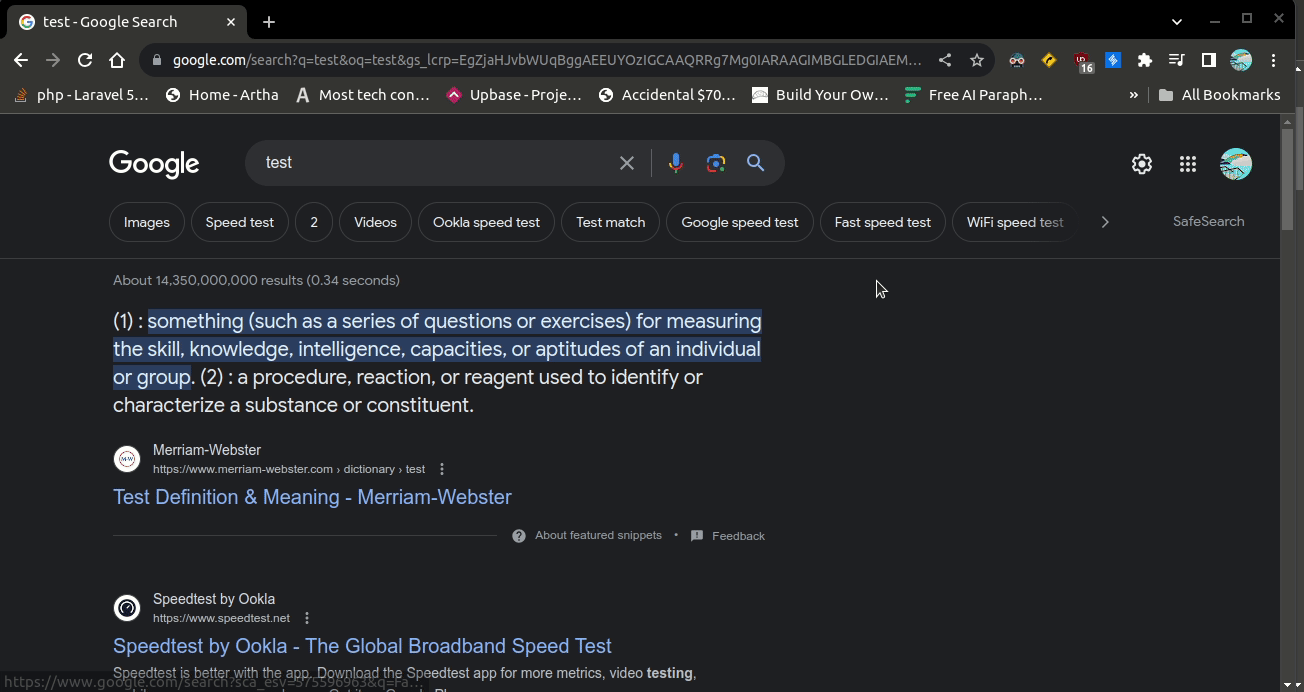 test - Google Search
google.com/search?q=test&oq=test&gs_lcrp=EgZjaHJvbWUqBggAEEUYOzIGCAAQRRg7Mg0IARAAGIMBGLEDGIAEM...
16
php - Laravel 5...
Home - Artha
Most tech con...
Upbase - Proje...
Accidental $70...
Build Your Ow...
Free AI Paraph...
»
All Bookmarks
Google
test
Images
Speed test
2
Videos
Ookla speed test
Test match
Google speed test
Fast speed test
WiFi speed test
SafeSearch
About 14,350,000,000 results (0.34 seconds)
(1) : something (such as a series of questions or exercises) for measuring
the skill, knowledge, intelligence, capacities, or aptitudes of an individual
or group. (2) : a procedure, reaction, or reagent used to identify or
characterize a substance or constituent.
M-W
Merriam-Webster
https://www.merriam-webster.com › dictionary › test
Test Definition & Meaning - Merriam-Webster
About featured snippets • Feedback
Speedtest by Ookla
https://www.speedtest.net
Speedtest by Ookla - The Global Broadband Speed Test
Speedtest is better with the app. Download the Speedtest app for more metrics, video testing,
https://www.google.com/search?sca_esv=575596963&q=Fa...